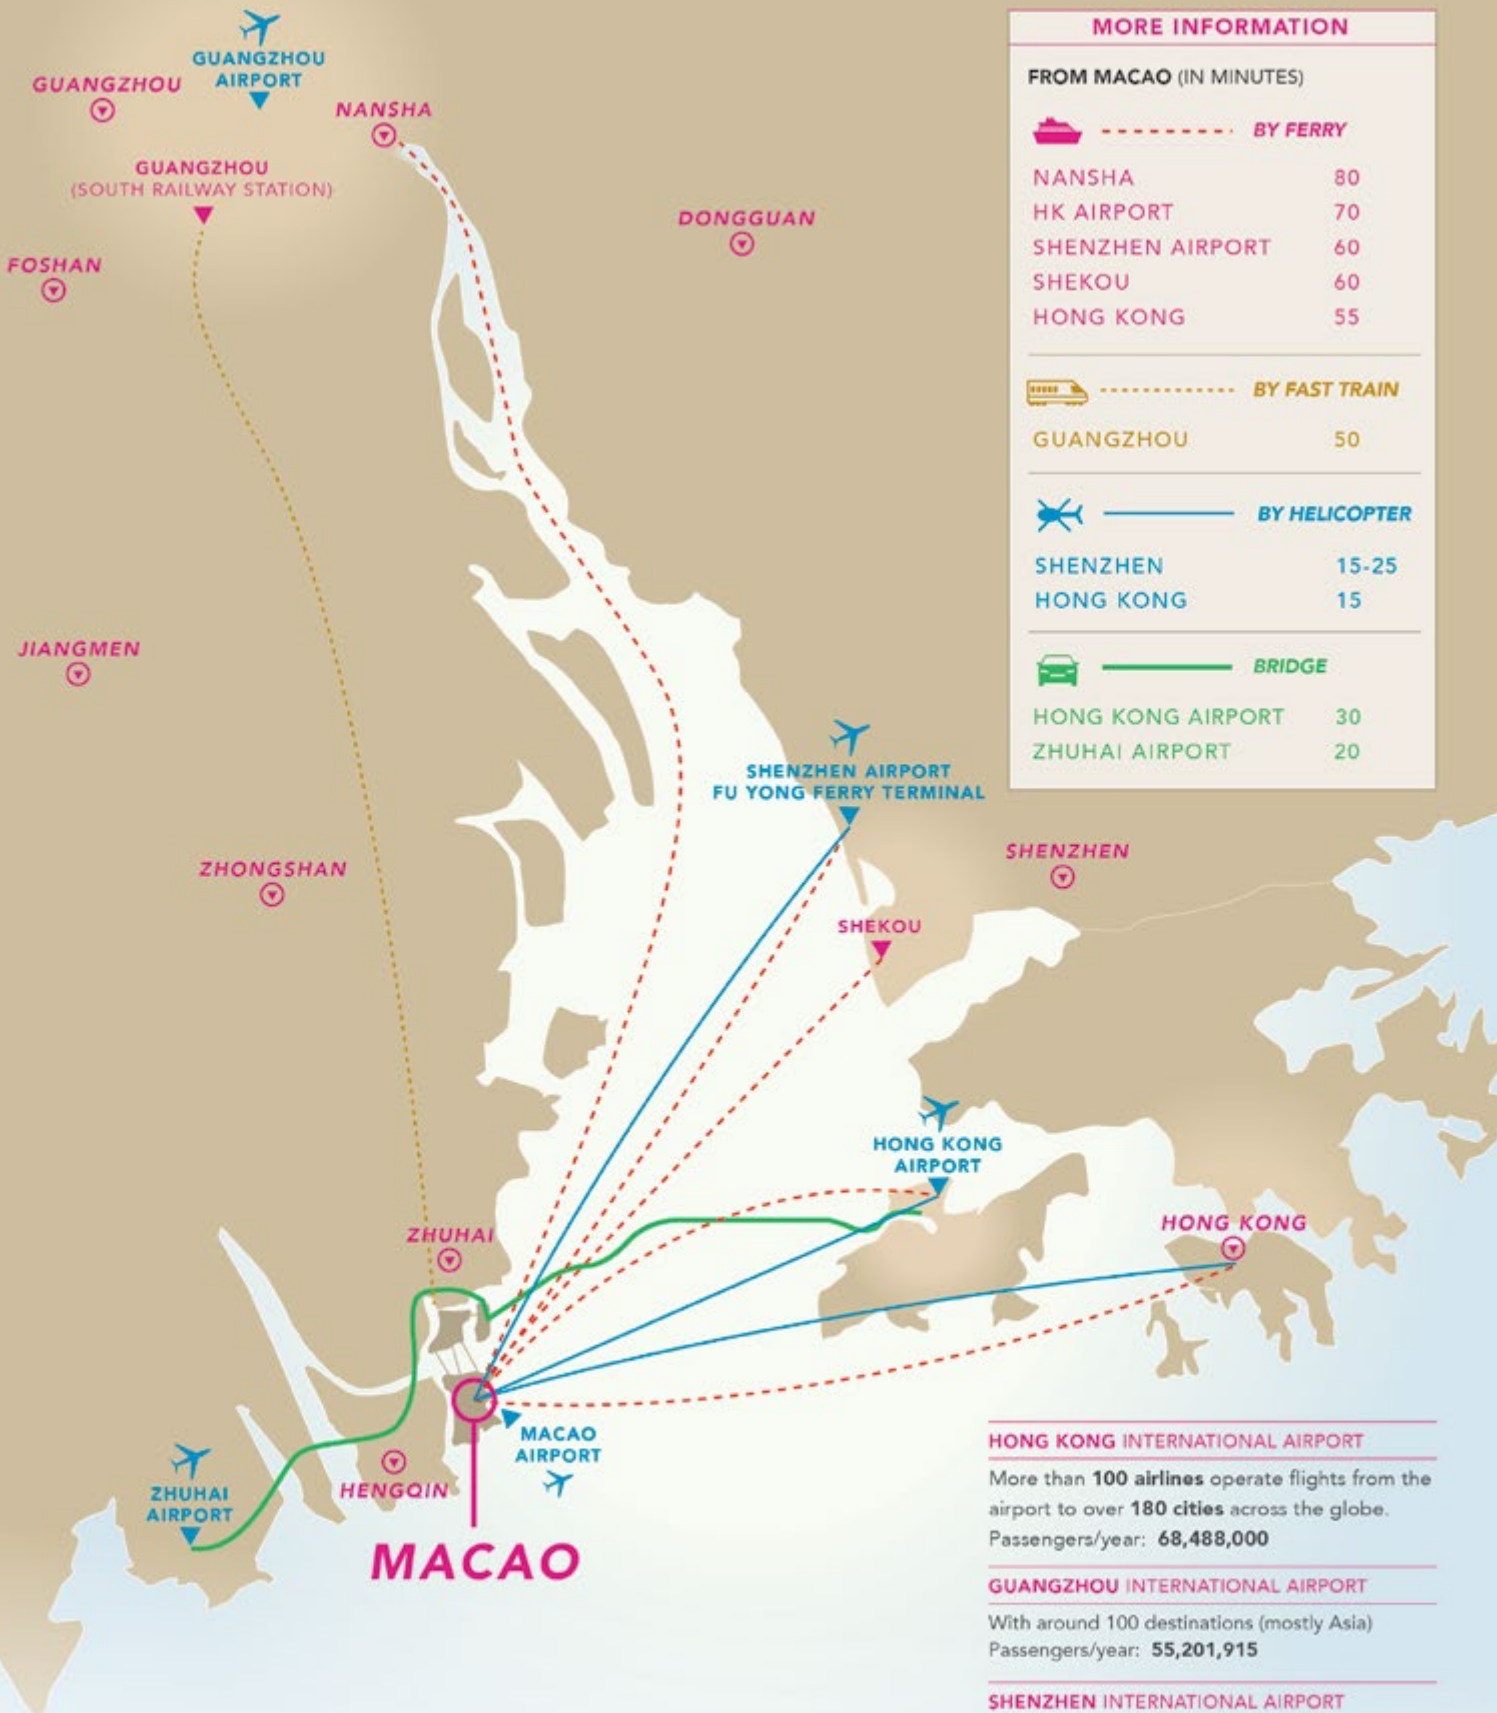 GUANGZHOU
AIRPORT
GUANGZHOU
NANSHA
GUANGZHOU
(SOUTH RAILWAY STATION)
DONGGUAN
FOSHAN
JIANGMEN
SHENZHEN AIRPORT
FU YONG FERRY TERMINAL
ZHONGSHAN
SHENZHEN
SHEKOU
HONG KONG
AIRPORT
HONG KONG
ZHUHAI
MACAO
AIRPORT
HENGQIN
ZHUHAI
AIRPORT
MACAO
MORE INFORMATION
FROM MACAO (IN MINUTES)
BY FERRY
NANSHA 80
HK AIRPORT 70
SHENZHEN AIRPORT 60
SHEKOU 60
HONG KONG 55
BY FAST TRAIN
GUANGZHOU 50
BY HELICOPTER
SHENZHEN 15-25
HONG KONG 15
BRIDGE
HONG KONG AIRPORT 30
ZHUHAI AIRPORT 20
HONG KONG INTERNATIONAL AIRPORT
More than 100 airlines operate flights from the
airport to over 180 cities across the globe.
Passengers/year: 68,488,000
GUANGZHOU INTERNATIONAL AIRPORT
With around 100 destinations (mostly Asia)
Passengers/year: 55,201,915
SHENZHEN INTERNATIONAL AIRPORT